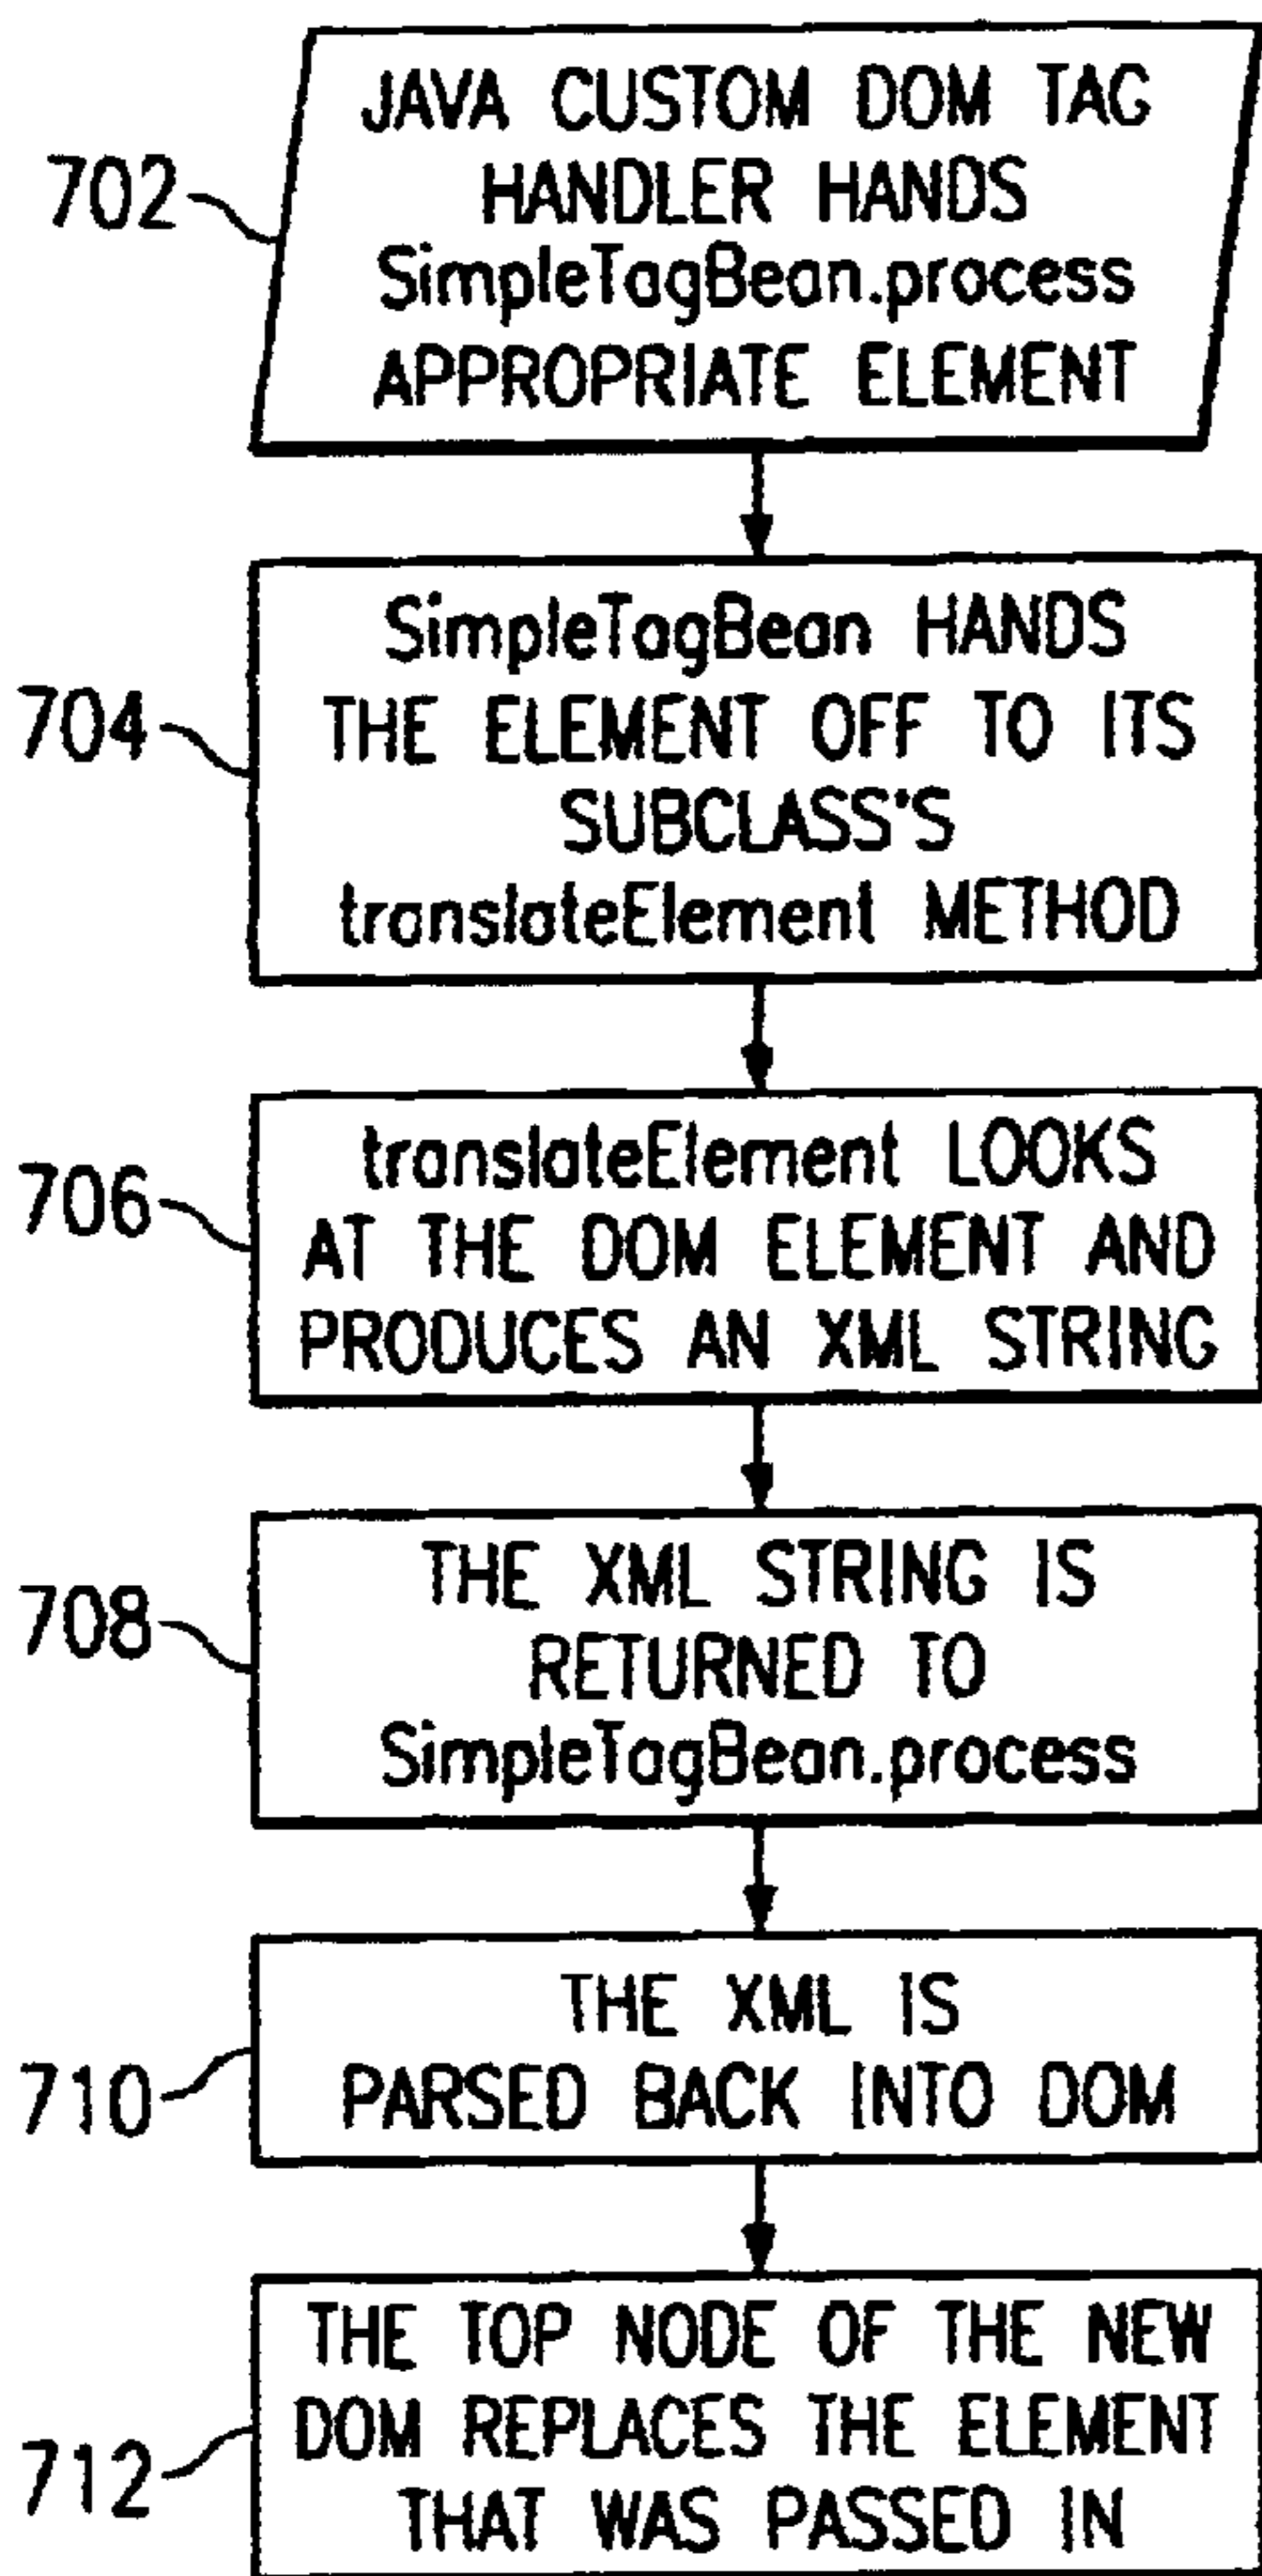 JAVA CUSTOM DOM TAG
HANDLER HANDS
SimpleTagBean.process
APPROPRIATE ELEMENT
702
SimpleTagBean HANDS
THE ELEMENT OFF TO ITS
SUBCLASS'S
translateElement METHOD
704
translateElement LOOKS
AT THE DOM ELEMENT AND
PRODUCES AN XML STRING
706
THE XML STRING IS
RETURNED TO
SimpleTagBean.process
708
THE XML IS
PARSED BACK INTO DOM
710
THE TOP NODE OF THE NEW
DOM REPLACES THE ELEMENT
THAT WAS PASSED IN
712